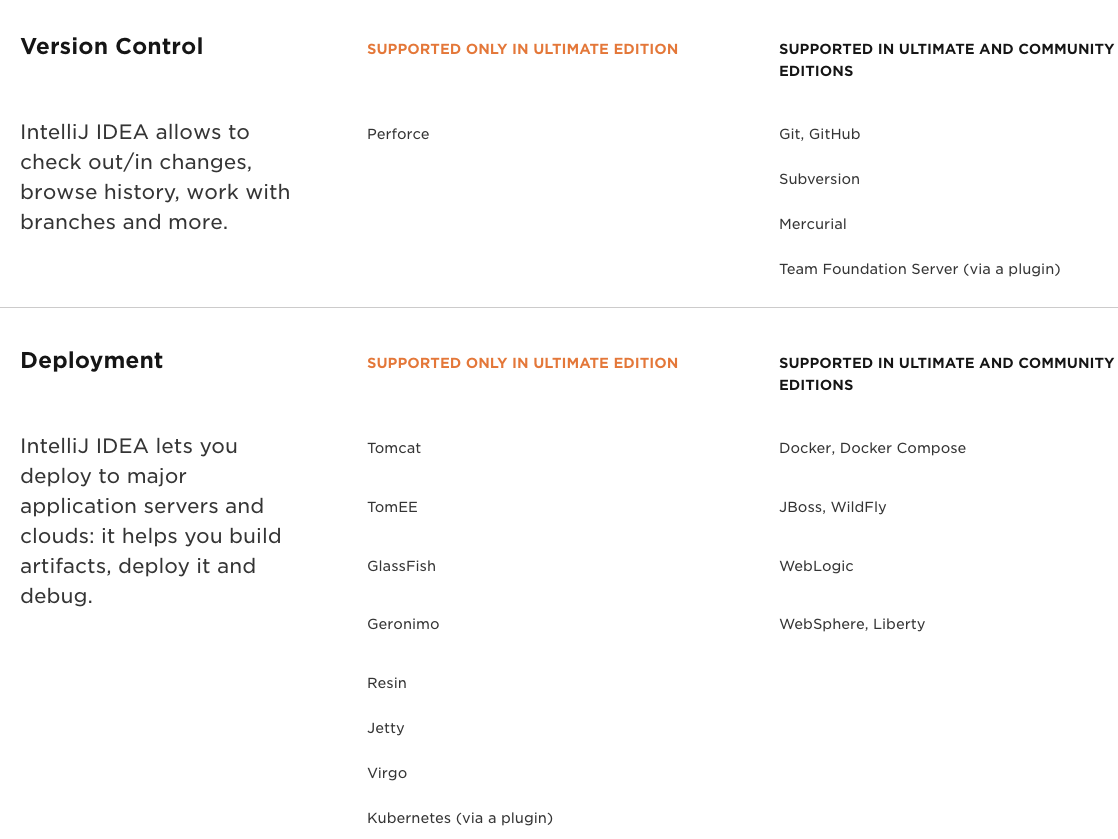 Version Control
SUPPORTED ONLY IN ULTIMATE EDITION
SUPPORTED IN ULTIMATE AND COMMUNITY
EDITIONS
IntelliJ IDEA allows to
check out/in changes,
browse history, work with
branches and more.
Perforce
Git, GitHub
Subversion
Mercurial
Team Foundation Server (via a plugin)
Deployment
SUPPORTED ONLY IN ULTIMATE EDITION
SUPPORTED IN ULTIMATE AND COMMUNITY
EDITIONS
IntelliJ IDEA lets you
deploy to major
application servers and
clouds: it helps you build
artifacts, deploy it and
debug.
Tomcat
TomEE
GlassFish
Geronimo
Resin
Jetty
Virgo
Kubernetes (via a plugin)
Docker, Docker Compose
JBoss, WildFly
WebLogic
WebSphere, Liberty